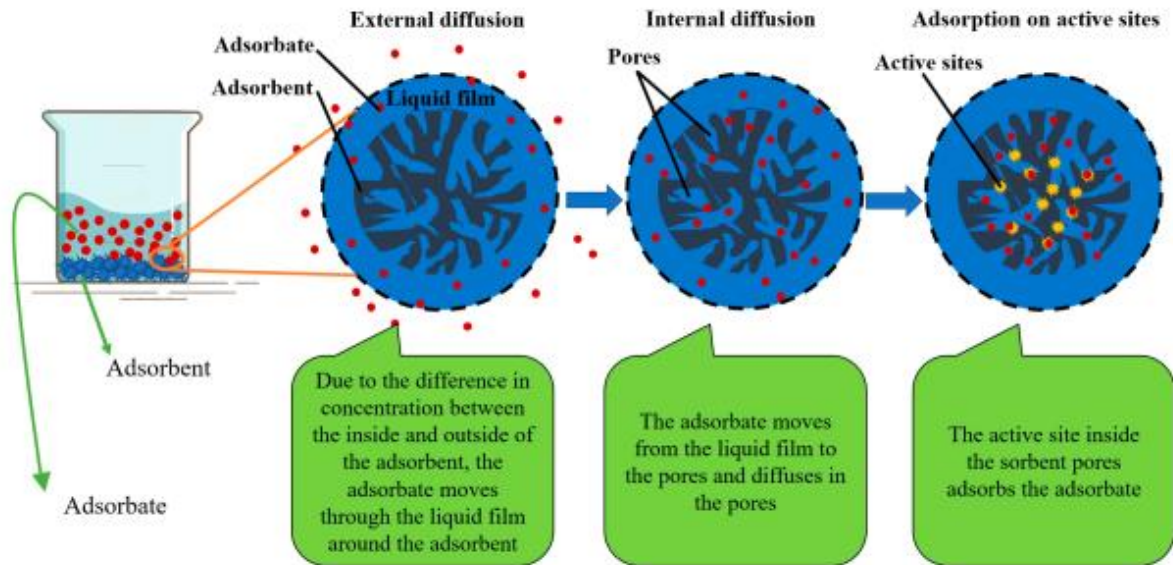 External diffusion
Internal diffusion
Adsorption on active sites
Adsorbate
Adsorbent
Liquid film
Pores
Active sites
Adsorbent
Adsorbate
Due to the difference in
concentration between
the inside and outside of
the adsorbent, the
adsorbate moves
through the liquid film
around the adsorbent
The adsorbate moves
from the liquid film to
the pores and diffuses in
the pores
The active site inside
the sorbent pores
adsorbs the adsorbate